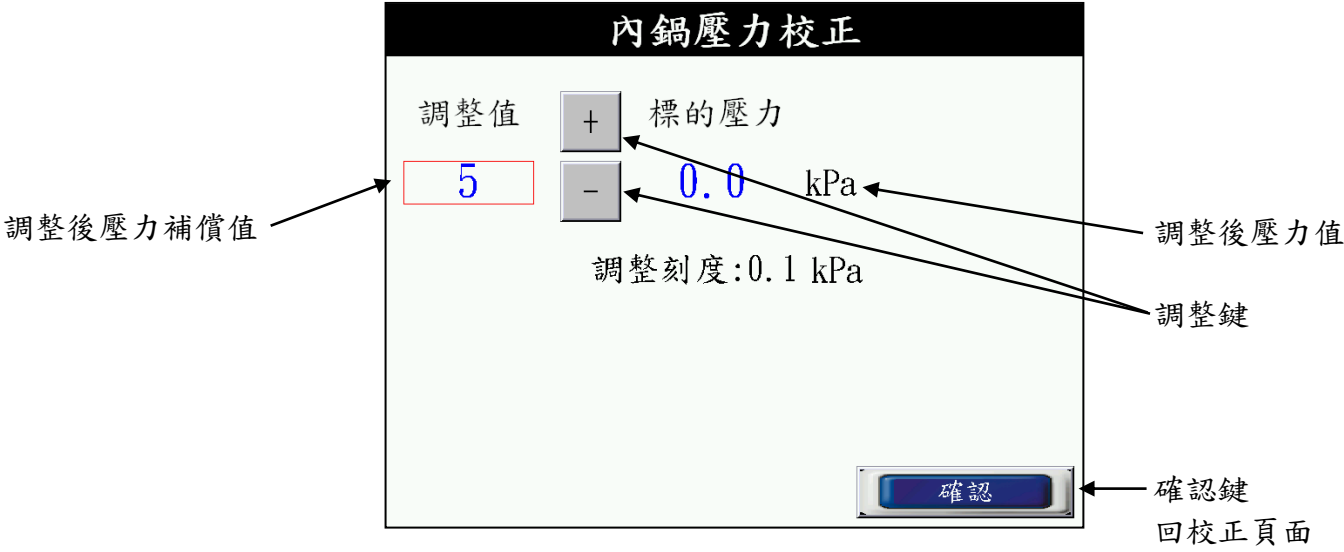 內鍋壓力校正
調整值
+
標的壓力
5
-
0.0 kPa
調整後壓力補償值
調整後壓力值
調整刻度:0.1 kPa
調整鍵
確認
確認鍵
回校正頁面